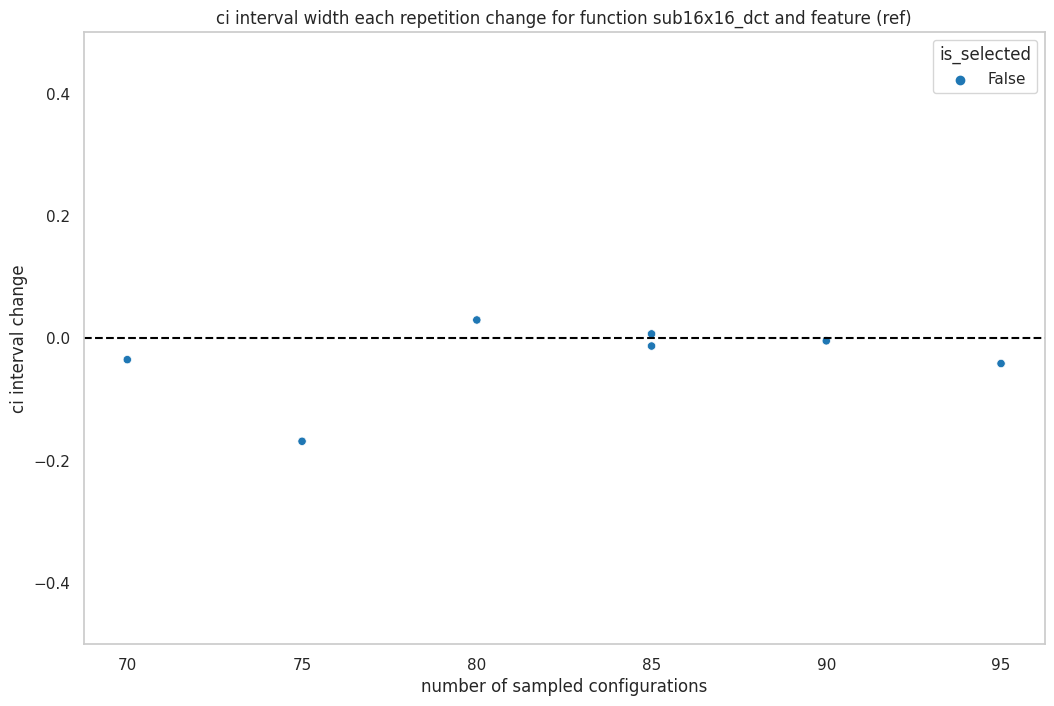 ci interval width each repetition change for function sub16x16_dct and feature (ref)
is_selected
False
ci interval change
0.4
0.2
0.0
−0.2
−0.4
70 75 80 85 90 95
number of sampled configurations